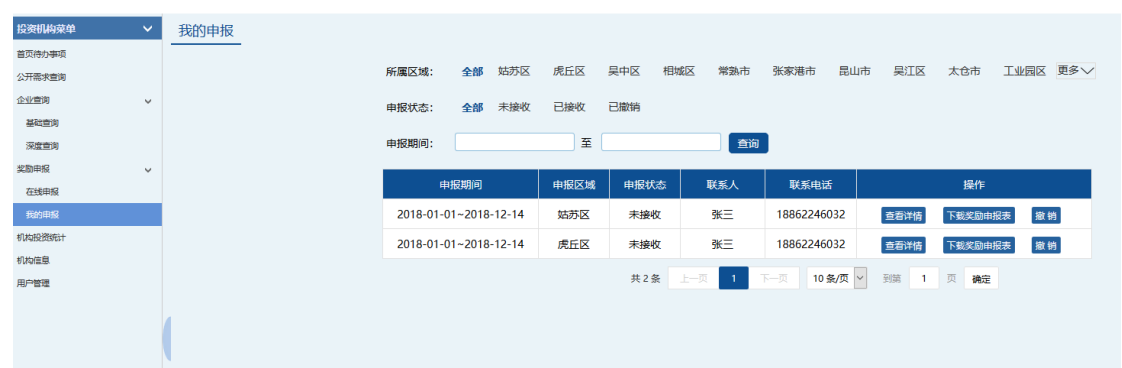 投资机构菜单
首页待办事项
公开需求查询
企业查询
基础查询
深度查询
奖励申报
在线申报
我的申报
机构投资统计
机构信息
用户管理
我的申报
所属区域： 全部 姑苏区 虎丘区 吴中区 相城区 常熟市 张家港市 昆山市 吴江区 太仓市 工业园区 更多
申报状态： 全部 未接收 已接收 已撤销
申报期间： 至 查询
申报期间 申报区域 申报状态 联系人 联系电话 操作
2018-01-01~2018-12-14 姑苏区 未接收 张三 18862246032 查看详情 下载奖励申报表 撤 销
2018-01-01~2018-12-14 虎丘区 未接收 张三 18862246032 查看详情 下载奖励申报表 撤 销
共 2 条 上一页 1 下一页 10 条/页 到第 1 页 确定